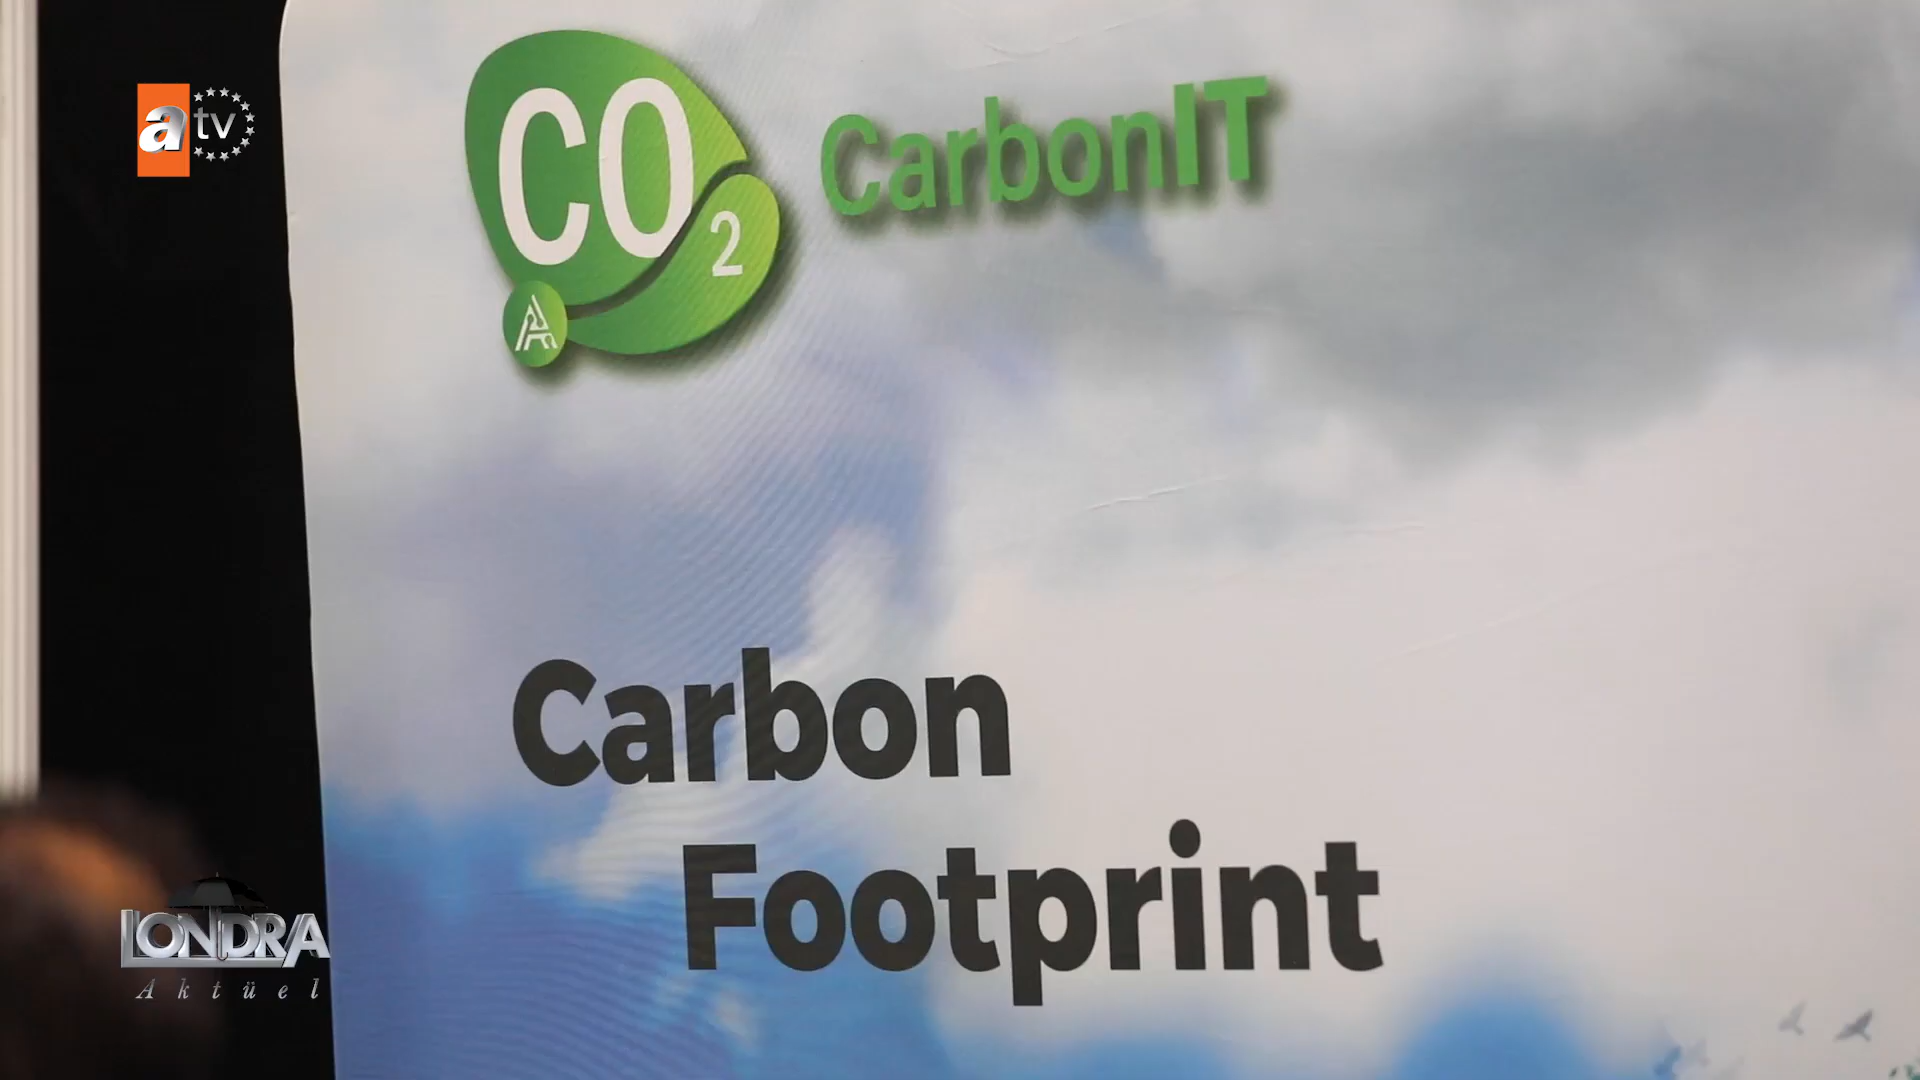 atv
CO2
CarbonIT
Carbon
Footprint
LONDRA
Aktüel